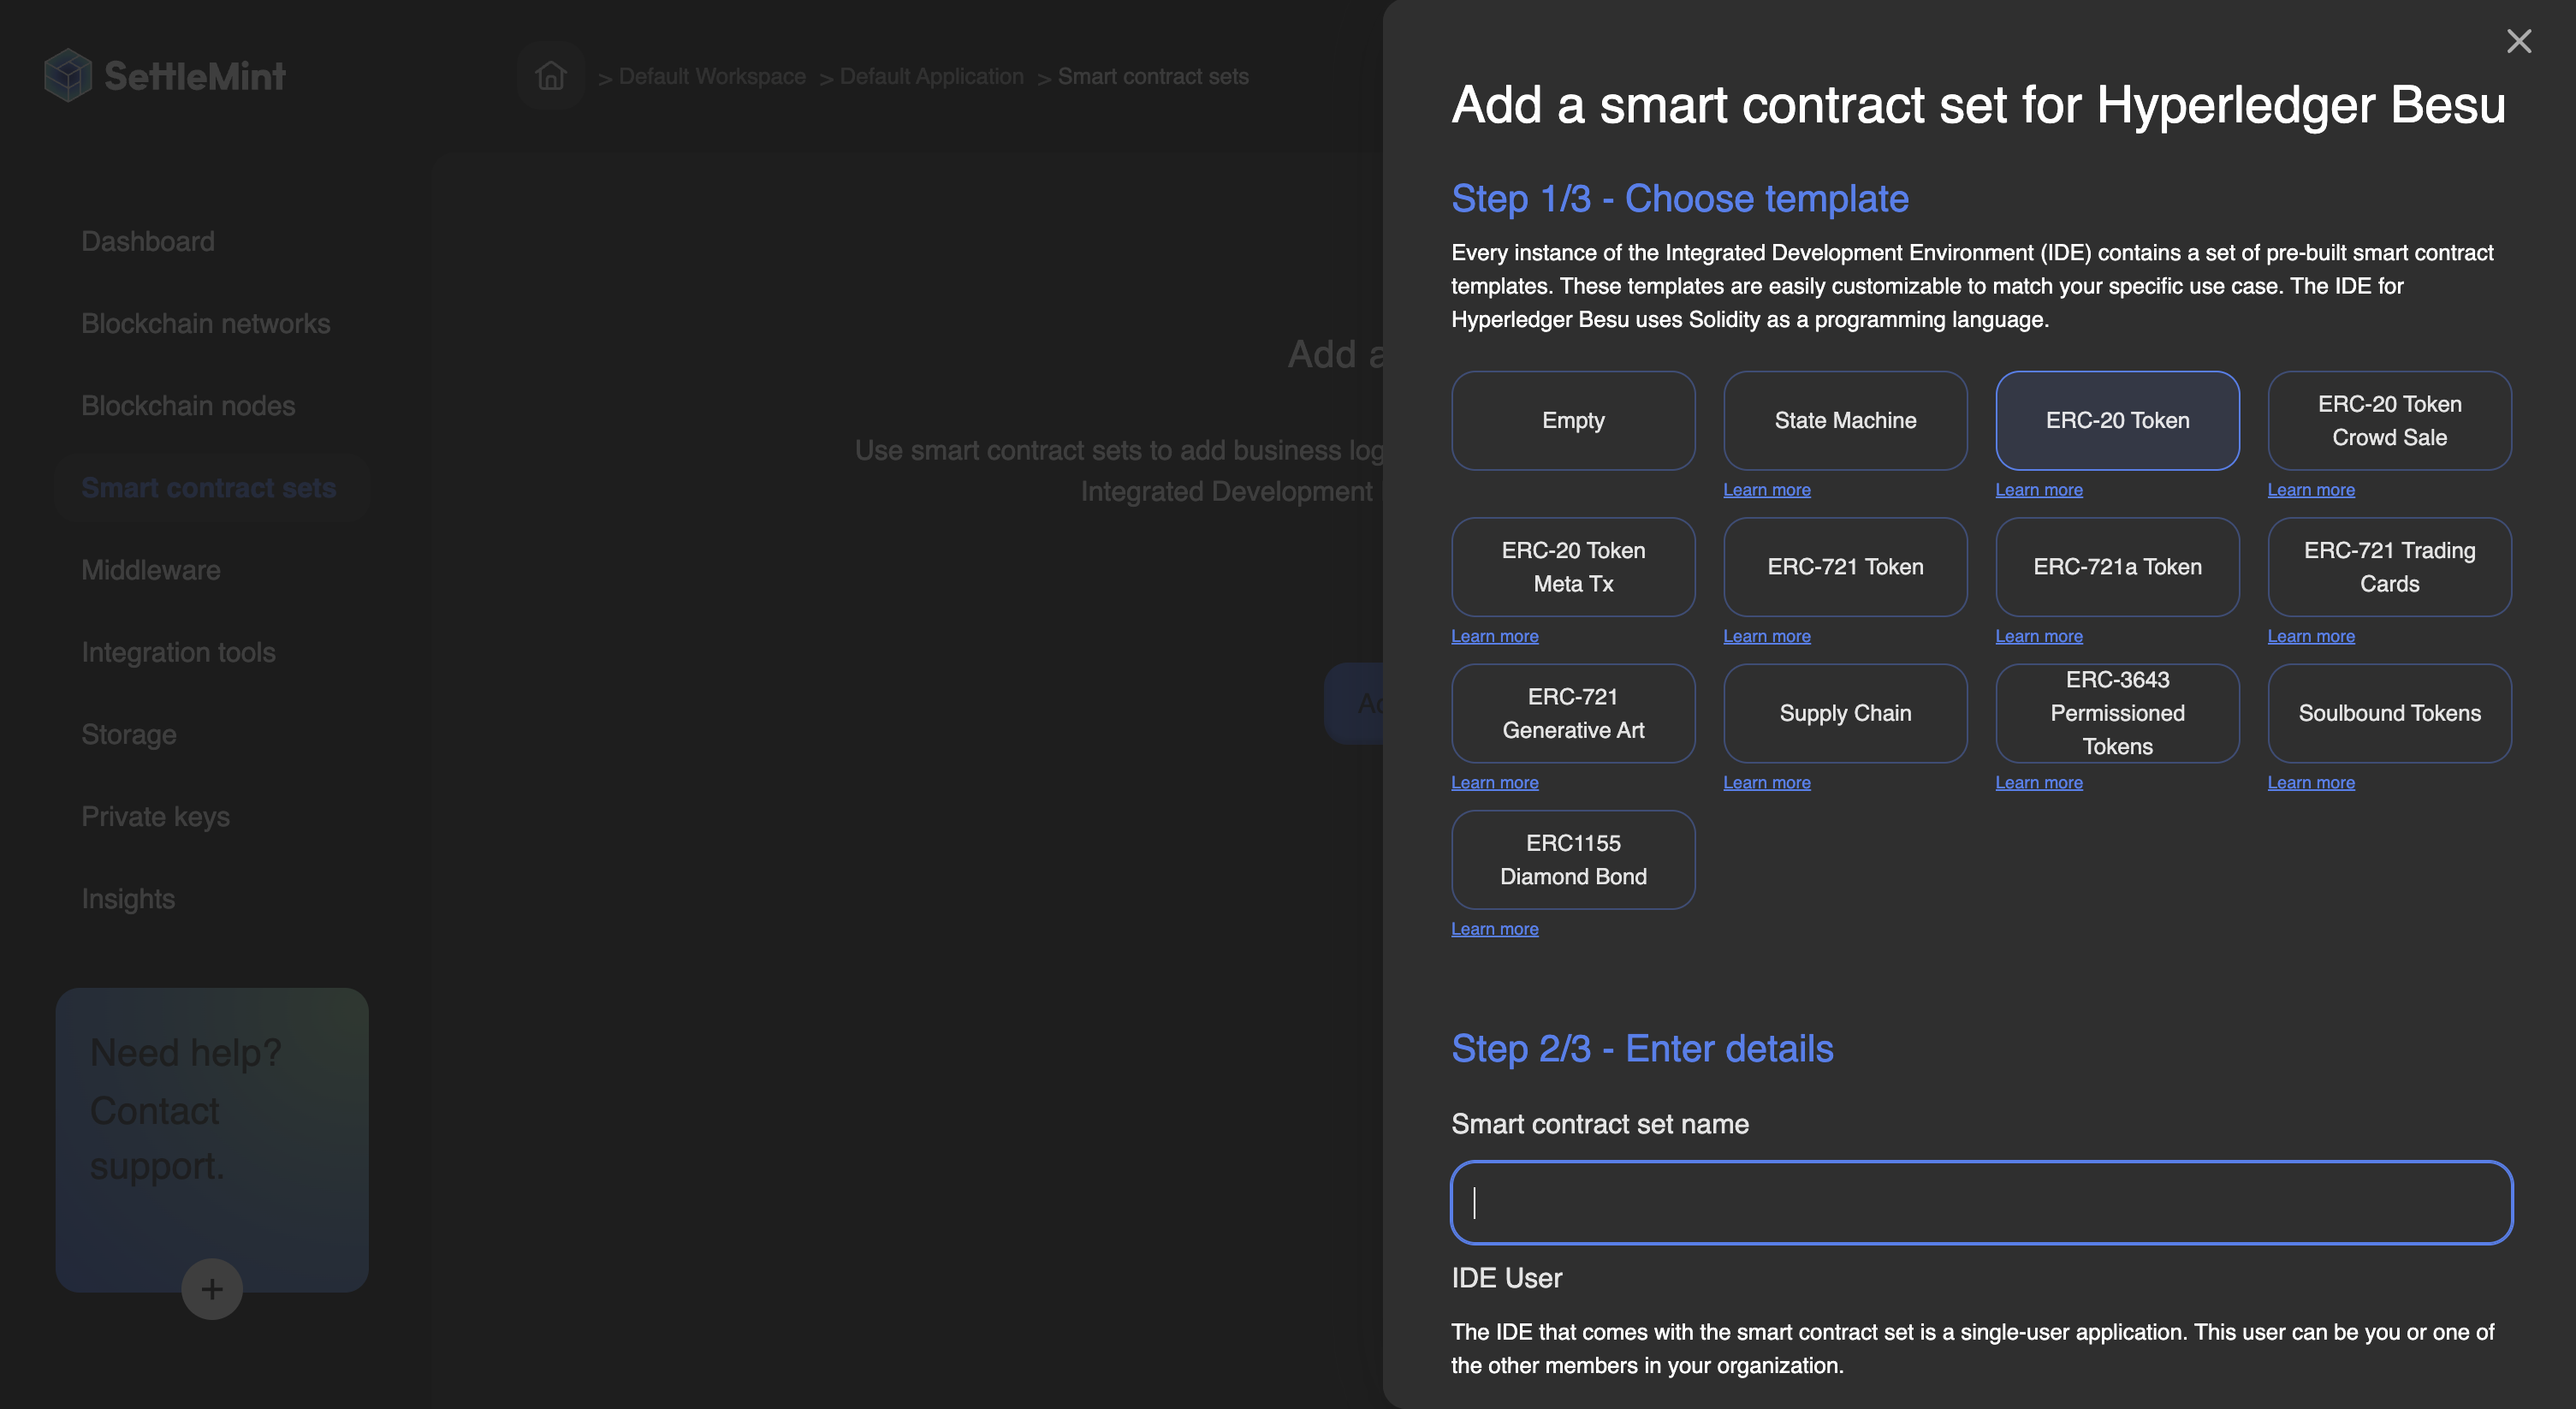 SettleMint
> Default Workspace > Default Application > Smart contract sets
Dashboard
Blockchain networks
Blockchain nodes
Smart contract sets
Middleware
Integration tools
Storage
Private keys
Insights
Need help?
Contact
support.
+
Add a
Use smart contract sets to add business log
Integrated Development
Add a smart contract set for Hyperledger Besu
Step 1/3 - Choose template
Every instance of the Integrated Development Environment (IDE) contains a set of pre-built smart contract
templates. These templates are easily customizable to match your specific use case. The IDE for
Hyperledger Besu uses Solidity as a programming language.
Empty
State Machine
Learn more
ERC-20 Token
Learn more
ERC-20 Token
Crowd Sale
Learn more
ERC-20 Token
Meta Tx
Learn more
ERC-721 Token
Learn more
ERC-721a Token
Learn more
ERC-721 Trading
Cards
Learn more
ERC-721
Generative Art
Learn more
Supply Chain
Learn more
ERC-3643
Permissioned
Tokens
Learn more
Soulbound Tokens
Learn more
ERC1155
Diamond Bond
Learn more
Step 2/3 - Enter details
Smart contract set name
IDE User
The IDE that comes with the smart contract set is a single-user application. This user can be you or one of
the other members in your organization.